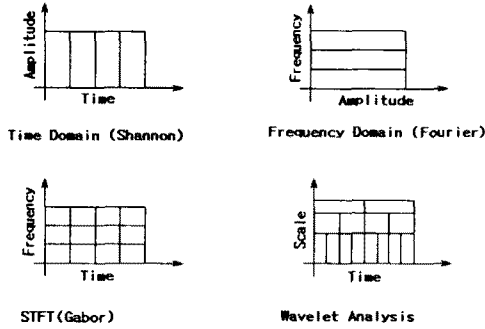 Amplitude
Time
Time Domain (Shannon)
Frequency
Amplitude
Frequency Domain (Fourier)
Frequency
Time
STFT(Gabor)
Scale
Time
Wavelet Analysis